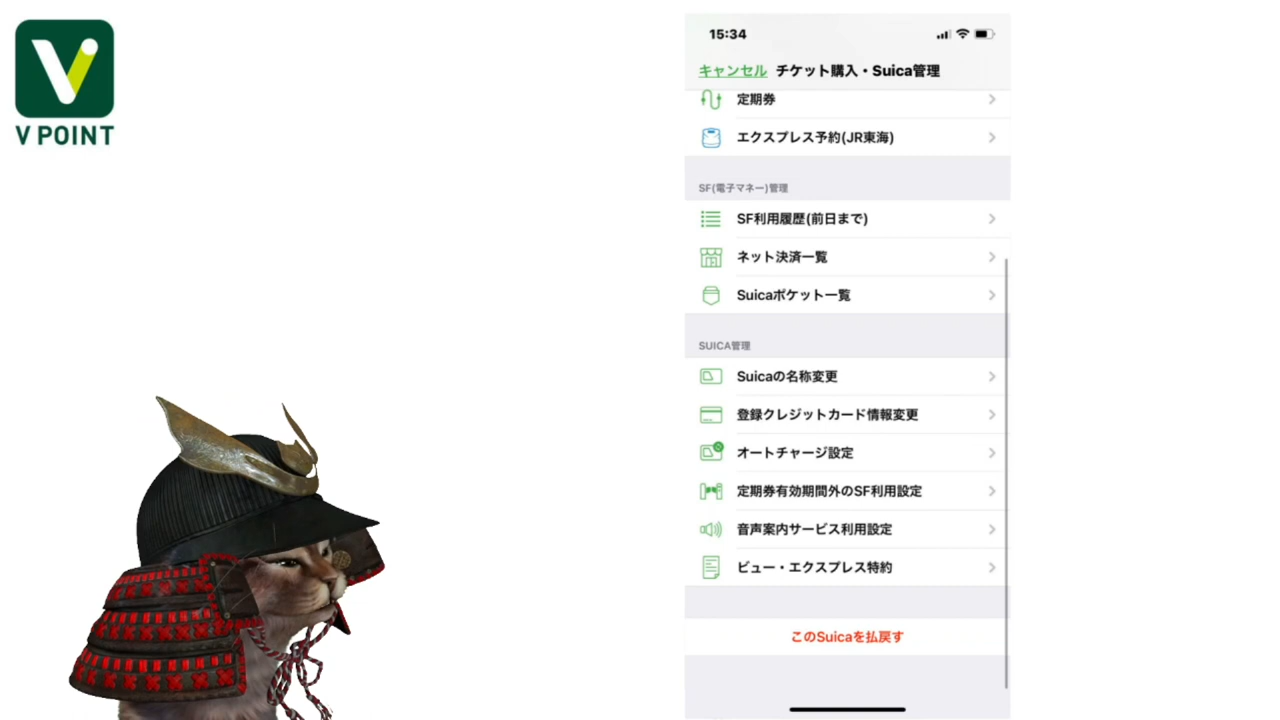 V POINT
15:34
キャンセル チケット購入・Suica管理
定期券
エクスプレス予約(JR東海)
SF(電子マネー)管理
SF利用履歴(前日まで)
ネット決済一覧
Suicaポケット一覧
SUICA管理
Suicaの名称変更
登録クレジットカード情報変更
オートチャージ設定
定期券有効期間外のSF利用設定
音声案内サービス利用設定
ビュー・エクスプレス特約
このSuicaを払戻す